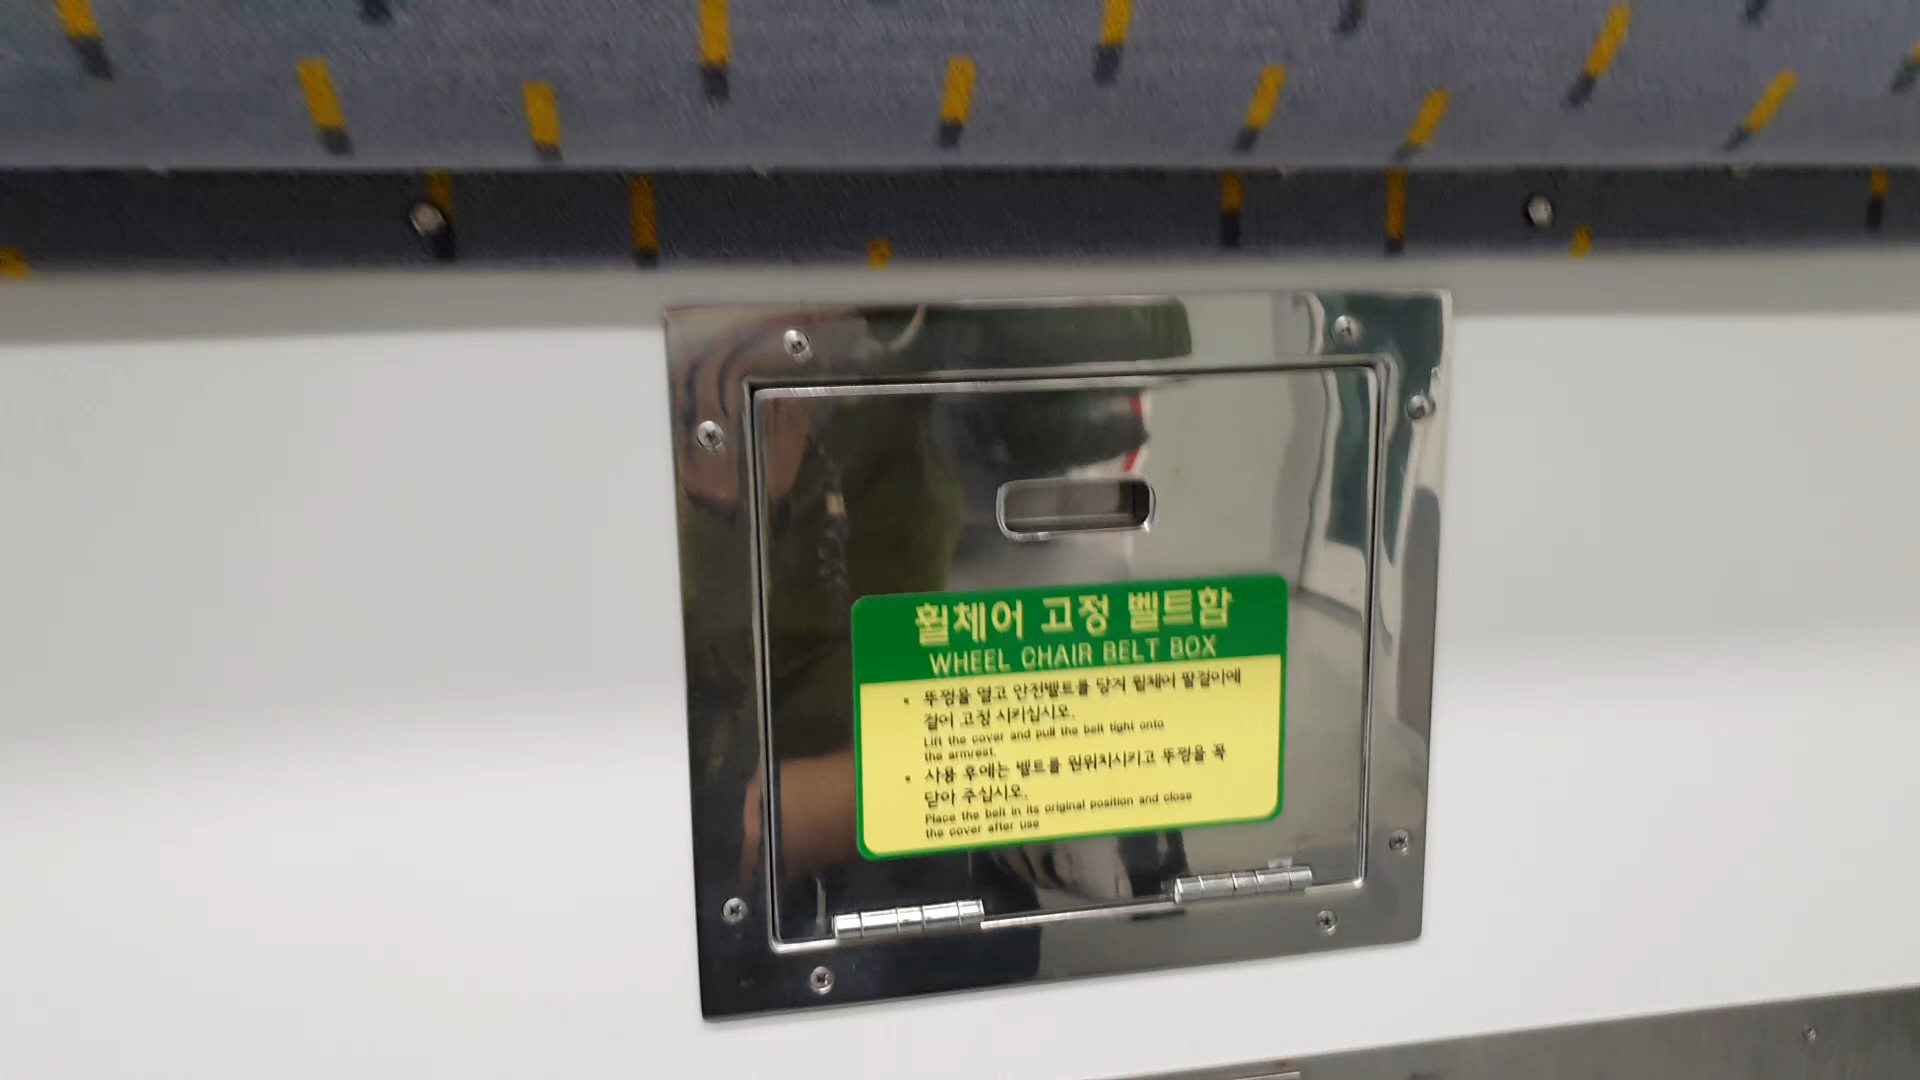 휠체어 고정 벨트함
WHEEL CHAIR BELT BOX
• 뚜껑을 열고 안전벨트를 당겨 휠체어 팔걸이에
걸어 고정 시키십시오.
Lift the cover and pull the belt tight onto
the armrest.
• 사용 후에는 벨트를 원위치시키고 뚜껑을 꼭
닫아 주십시오.
Place the belt in its original position and close
the cover after use